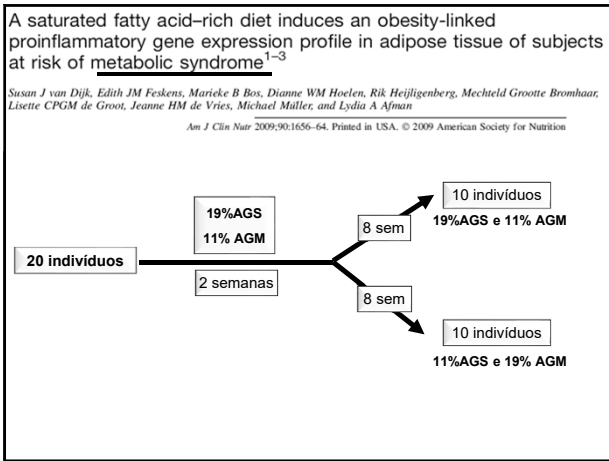 A saturated fatty acid–rich diet induces an obesity-linked
proinflammatory gene expression profile in adipose tissue of subjects
at risk of metabolic syndrome¹⁻³
Susan J van Dijk, Edith JM Feskens, Marieke B Bos, Dianne WM Hoelen, Rik Heijligenberg, Mechteld Grootte Bromhaar,
Lisette CPGM de Groot, Jeanne HM de Vries, Michael Müller, and Lydia A Afman
Am J Clin Nutr 2009;90:1656–64. Printed in USA. © 2009 American Society for Nutrition
19%AGS
11% AGM
20 indivíduos
2 semanas
8 sem
10 indivíduos
19%AGS e 11% AGM
8 sem
10 indivíduos
11%AGS e 19% AGM